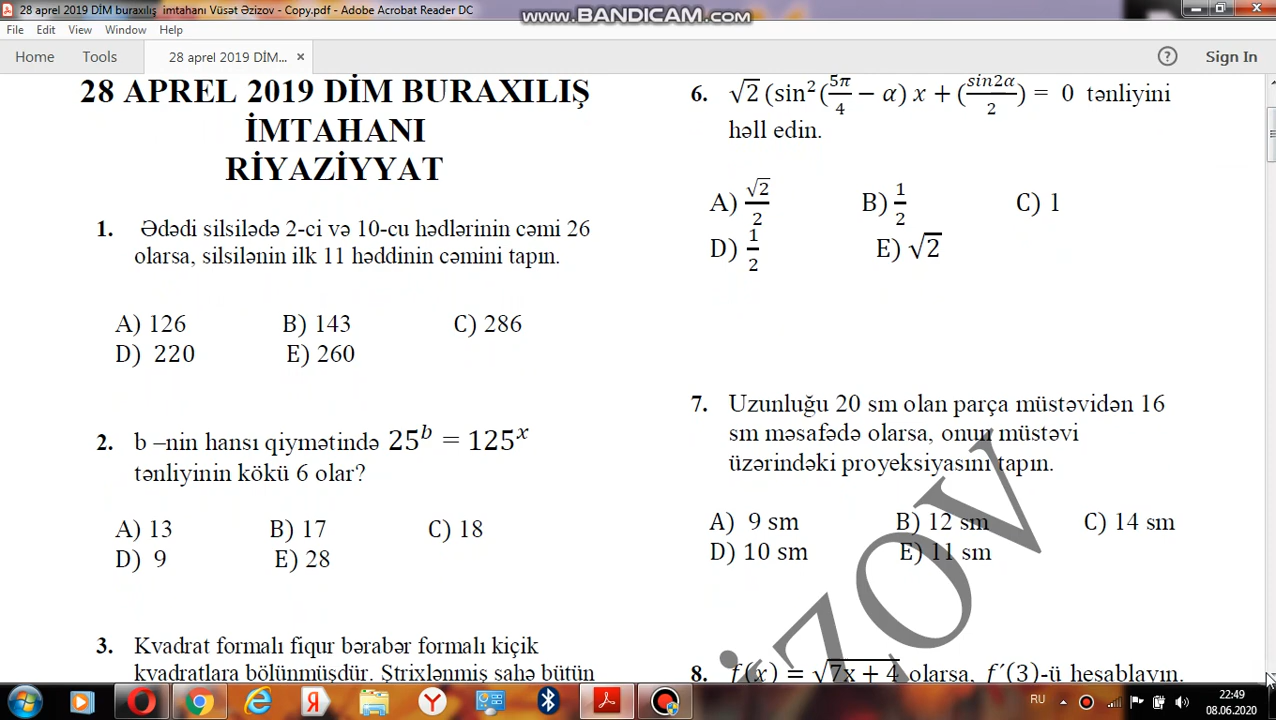 28 aprel 2019 DİM buraxılış imtahanı Vüsət Əzizov - Copy.pdf - Adobe Acrobat Reader DC
www.BANDICAM.com
File Edit View Window Help
Home Tools 28 aprel 2019 DİM... × Sign In
28 APREL 2019 DİM BURAXILIŞ
İMTAHANI
RİYAZİYYAT
1. Ədədi silsilədə 2-ci və 10-cu hədlərinin cəmi 26
olarsa, silsilənin ilk 11 həddinin cəmini tapın.
A) 126 B) 143 C) 286
D) 220 E) 260
2. b –nin hansı qiymətində 25ᵇ = 125ˣ
tənliyinin kökü 6 olar?
A) 13 B) 17 C) 18
D) 9 E) 28
3. Kvadrat formalı fiqur bərabər formalı kiçik
kvadratlara bölünmüşdür. Ştrixlənmiş sahə bütün
6. √2 (sin²(5π/4 − α) x + (sin2α/2) = 0 tənliyini
həll edin.
A) √2/2 B) 1/2 C) 1
D) 1/2 E) √2
7. Uzunluğu 20 sm olan parça müstəvidən 16
sm məsafədə olarsa, onun müstəvi
üzərindəki proyeksiyasını tapın.
A) 9 sm B) 12 sm C) 14 sm
D) 10 sm E) 11 sm
8. f(x) = √7x + 4 olarsa, f´(3)-ü hesablayın.
izov
RU
22:49
08.06.2020